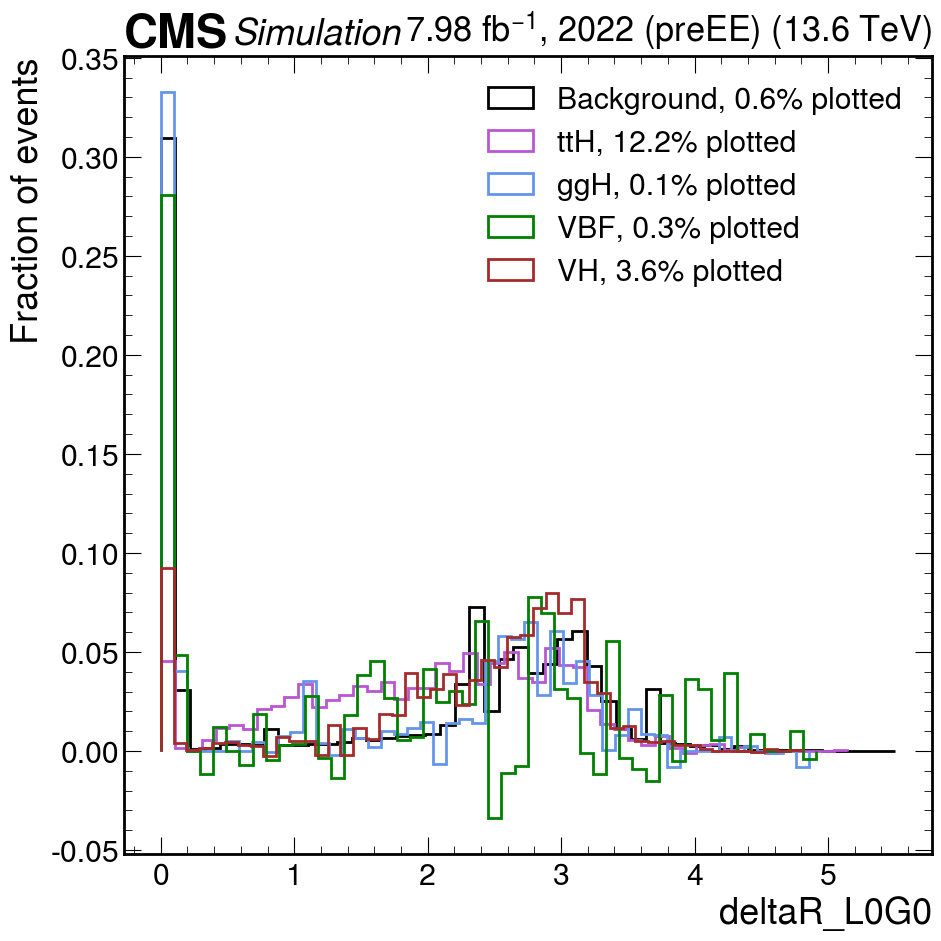 CMS Simulation 7.98 fb⁻¹, 2022 (preEE) (13.6 TeV)
Fraction of events
0.35
0.30
0.25
0.20
0.15
0.10
0.05
0.00
-0.05
Background, 0.6% plotted
ttH, 12.2% plotted
ggH, 0.1% plotted
VBF, 0.3% plotted
VH, 3.6% plotted
0 1 2 3 4 5
deltaR_L0G0